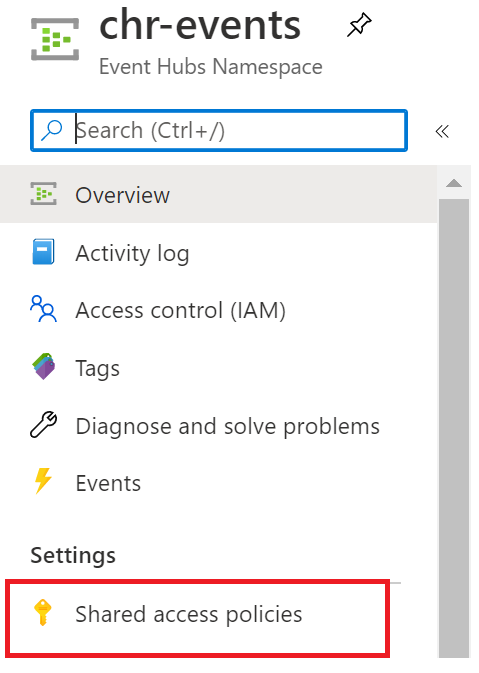 chr-events
Event Hubs Namespace
Search (Ctrl+/)
Overview
Activity log
Access control (IAM)
Tags
Diagnose and solve problems
Events
Settings
Shared access policies